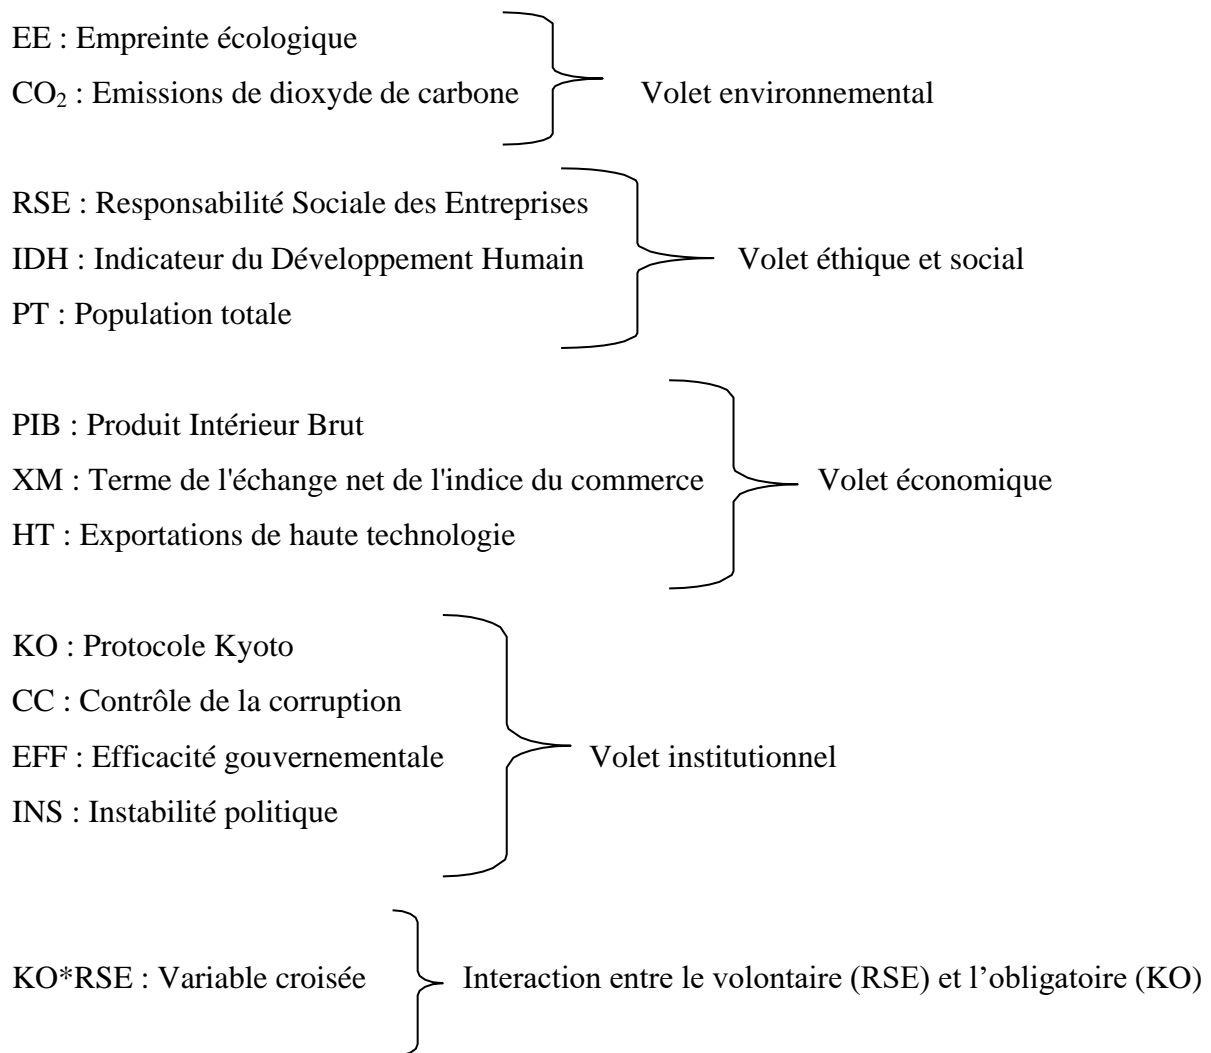 EE : Empreinte écologique
CO₂ : Emissions de dioxyde de carbone
Volet environnemental
RSE : Responsabilité Sociale des Entreprises
IDH : Indicateur du Développement Humain
Volet éthique et social
PT : Population totale
PIB : Produit Intérieur Brut
XM : Terme de l'échange net de l'indice du commerce
Volet économique
HT : Exportations de haute technologie
KO : Protocole Kyoto
CC : Contrôle de la corruption
EFF : Efficacité gouvernementale
Volet institutionnel
INS : Instabilité politique
KO*RSE : Variable croisée
Interaction entre le volontaire (RSE) et l’obligatoire (KO)